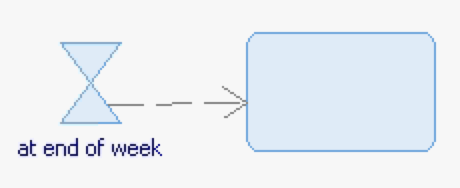 at end of week